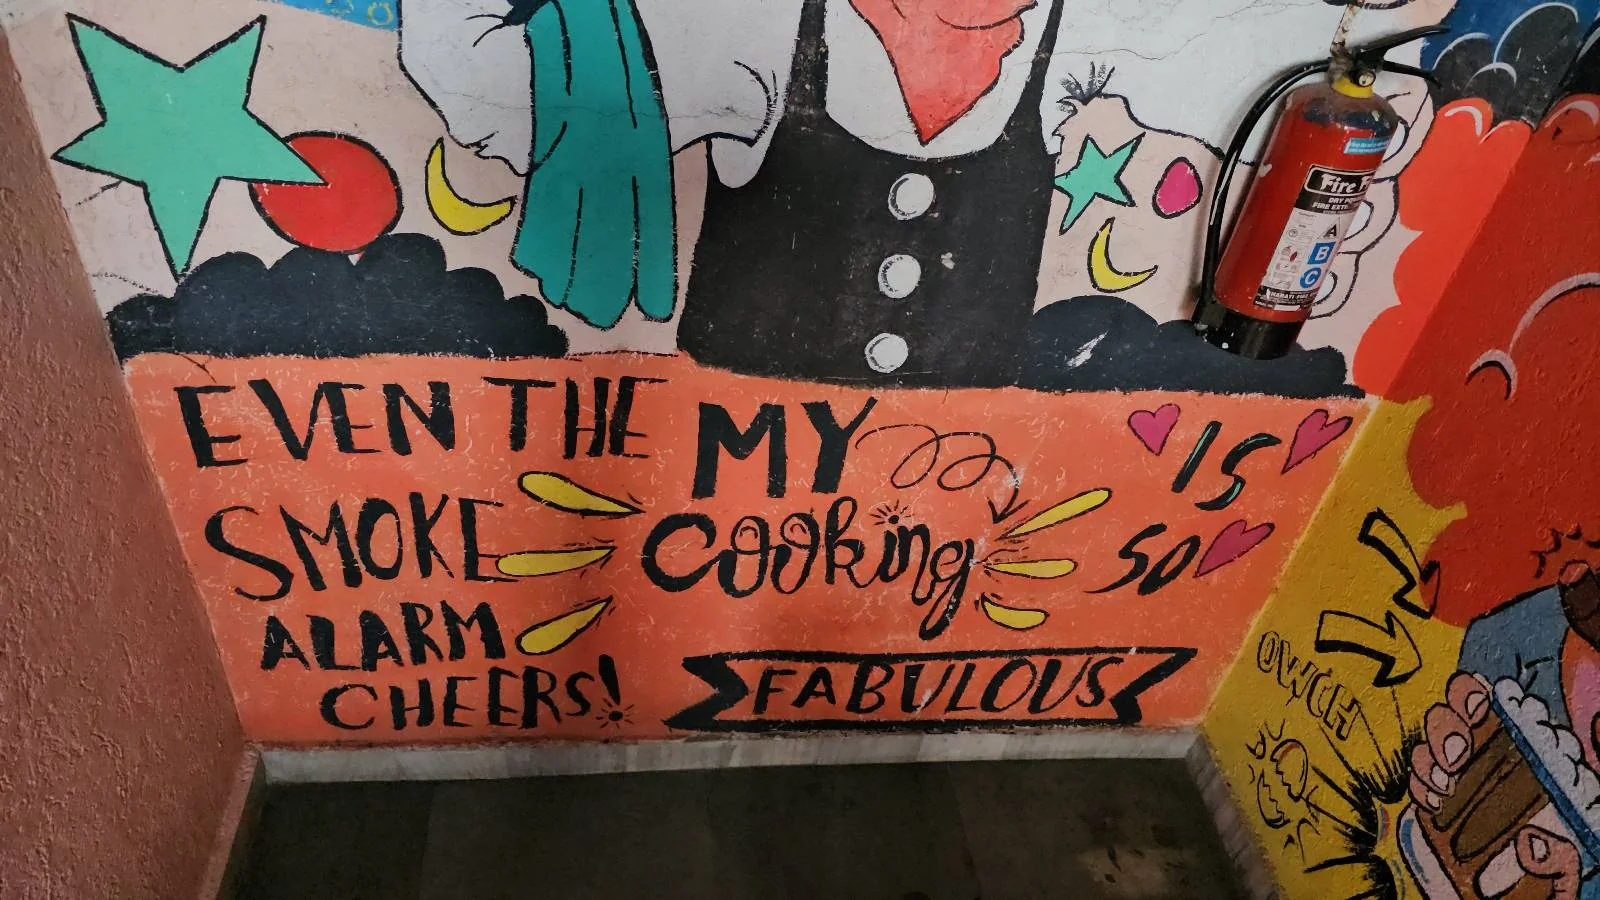 EVEN THE
SMOKE
ALARM
CHEERS!
MY
cooking
IS
SO
FABULOUS
OWCH
Fire
A
B
C